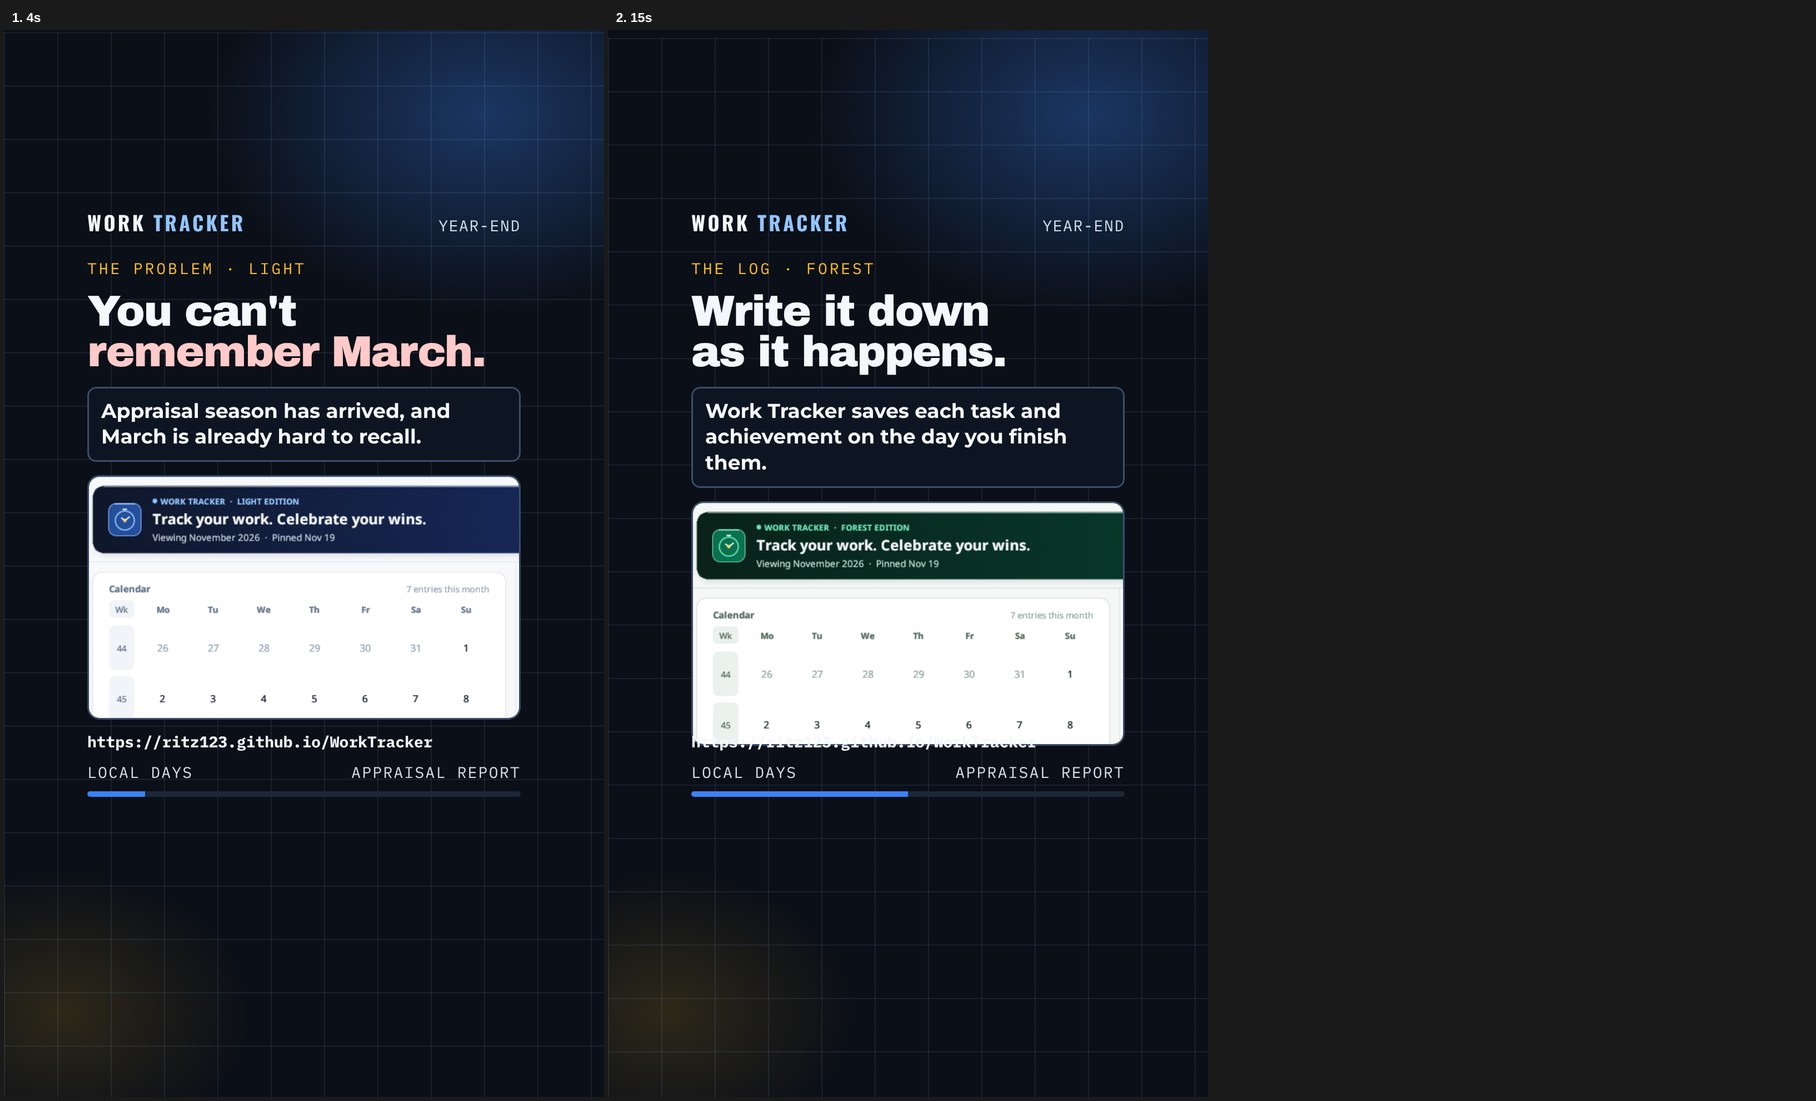 1. 4s
WORK TRACKER
YEAR-END
THE PROBLEM · LIGHT
You can't
remember March.
Appraisal season has arrived, and
March is already hard to recall.
WORK TRACKER · LIGHT EDITION
Track your work. Celebrate your wins.
Viewing November 2026 · Pinned Nov 19
Calendar
7 entries this month
Wk Mo Tu We Th Fr Sa Su
44 26 27 28 29 30 31 1
45 2 3 4 5 6 7 8
https://ritz123.github.io/WorkTracker
LOCAL DAYS
APPRAISAL REPORT
2. 15s
WORK TRACKER
YEAR-END
THE LOG · FOREST
Write it down
as it happens.
Work Tracker saves each task and
achievement on the day you finish
them.
WORK TRACKER · FOREST EDITION
Track your work. Celebrate your wins.
Viewing November 2026 · Pinned Nov 19
Calendar
7 entries this month
Wk Mo Tu We Th Fr Sa Su
44 26 27 28 29 30 31 1
45 2 3 4 5 6 7 8
https://ritz123.github.io/WorkTracker
LOCAL DAYS
APPRAISAL REPORT